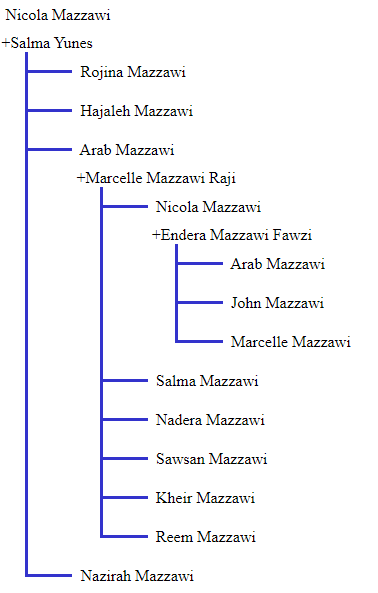 Nicola Mazzawi
+Salma Yunes
Rojina Mazzawi
Hajaleh Mazzawi
Arab Mazzawi
+Marcelle Mazzawi Raji
Nicola Mazzawi
+Endera Mazzawi Fawzi
Arab Mazzawi
John Mazzawi
Marcelle Mazzawi
Salma Mazzawi
Nadera Mazzawi
Sawsan Mazzawi
Kheir Mazzawi
Reem Mazzawi
Nazirah Mazzawi